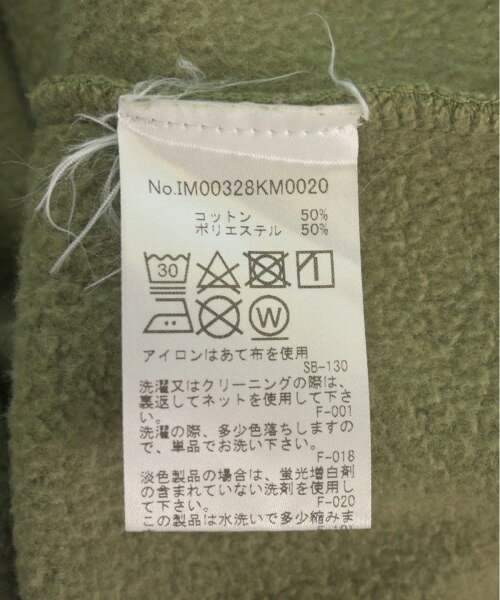 No.IM00328KM0020
コットン 50%
ポリエステル 50%
30
W
アイロンはあて布を使用
SB-130
洗濯又はクリーニングの際は、
裏返してネットを使用して下さ
い。
F-001
洗濯の際、多少色落ちしますの
で、単品でお洗い下さい。
F-018
淡色製品の場合は、蛍光増白剤
の含まれていない洗剤を使用し
て下さい。
F-020
この製品は水洗いで多少縮みま